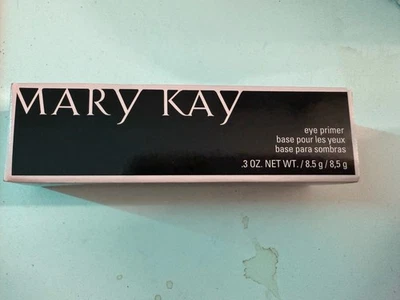 MARY KAY
eye primer
base pour les yeux
base para sombras
.3 OZ. NET WT. / 8.5 g / 8,5 g